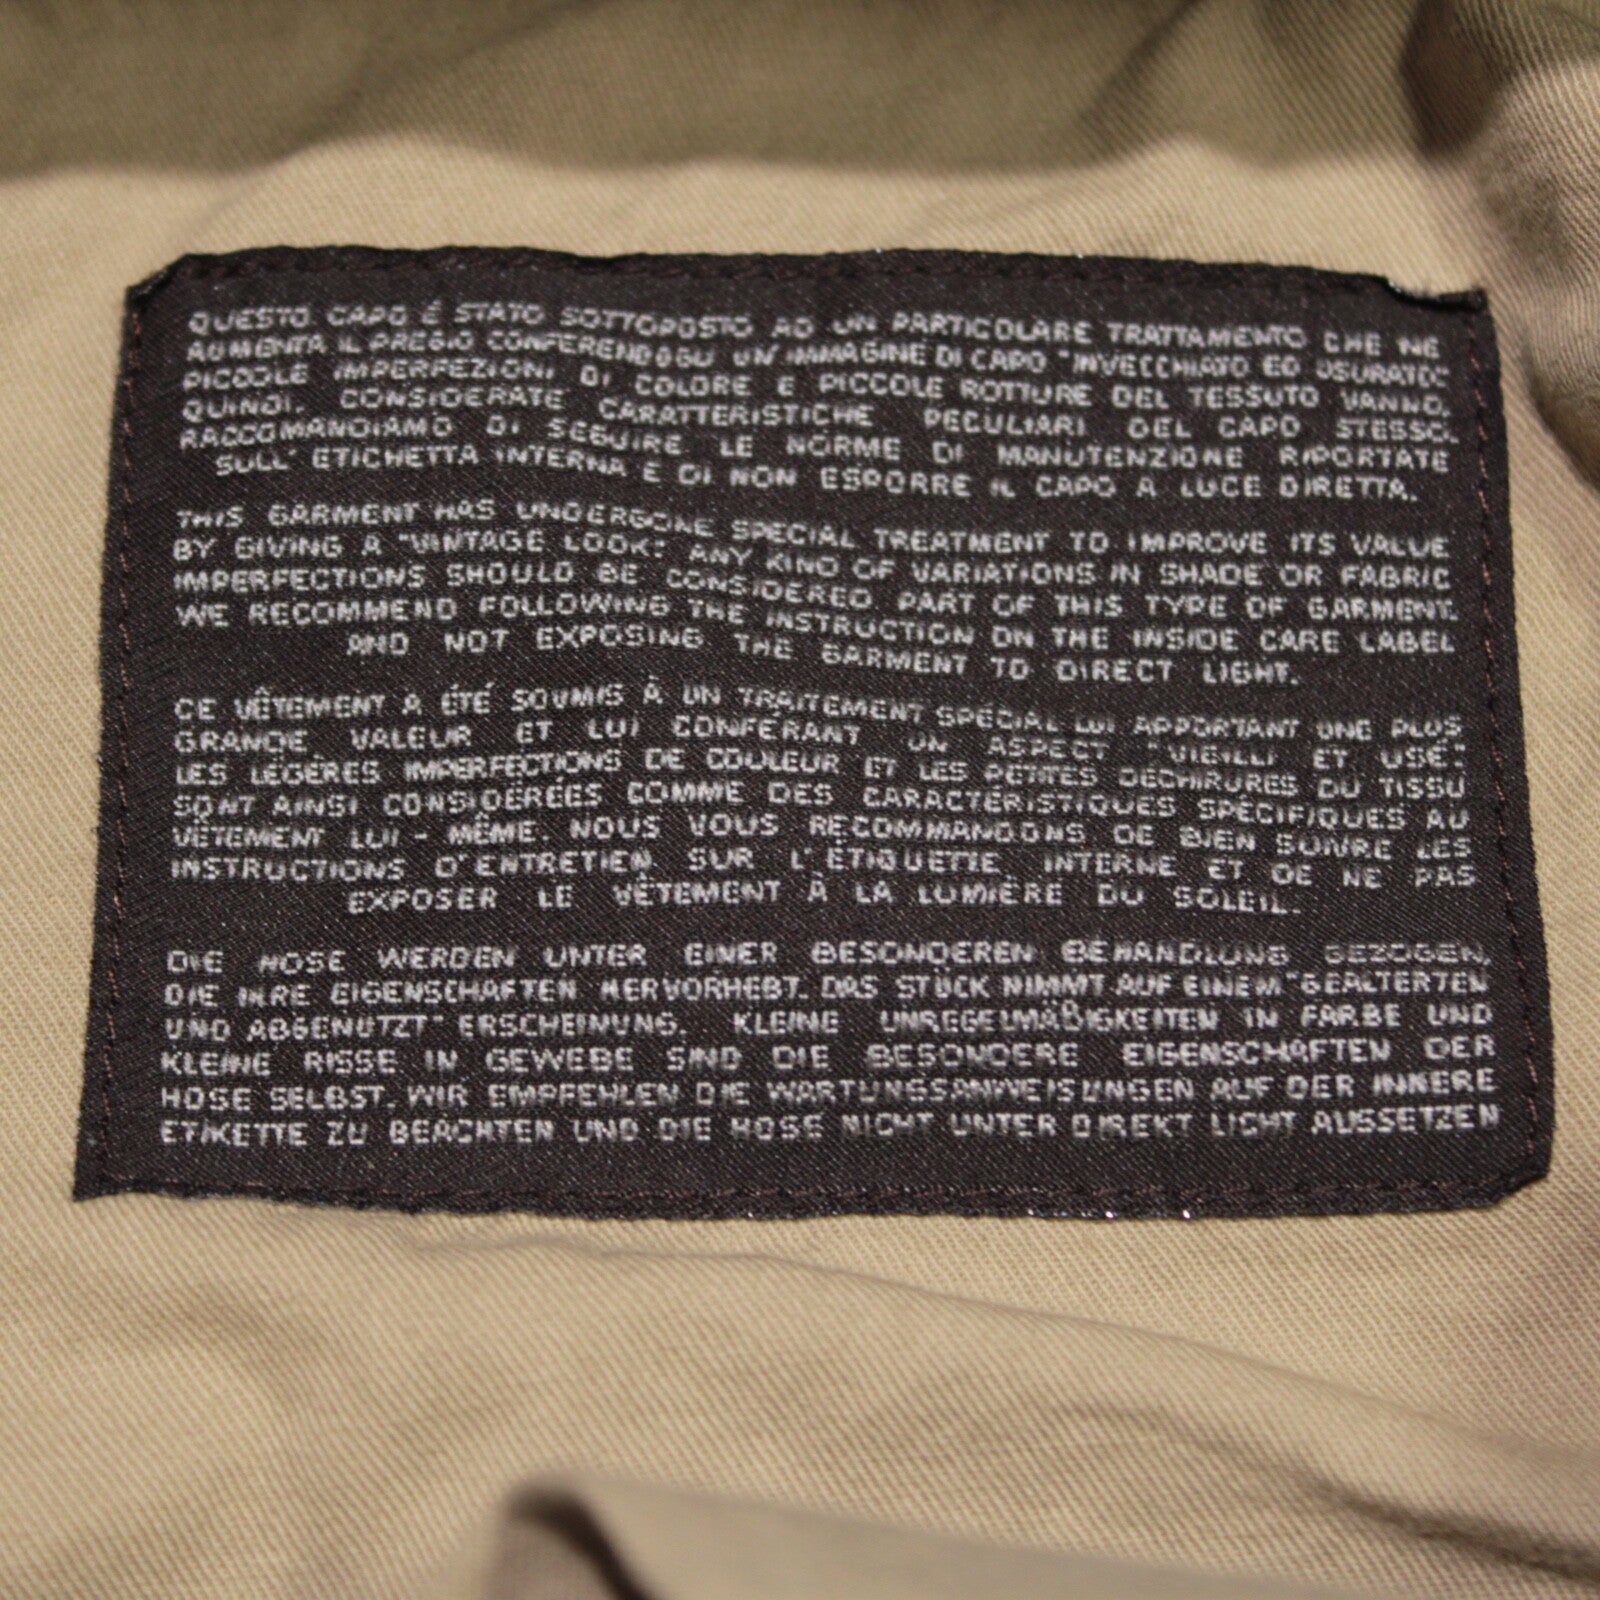 QUESTO CAPO É STATO SOTTOPOSTO AD UN PARTICOLARE TRATTAMENTO CHE NE
AUMENTA IL PREGIO CONFERENDOGLI UN'IMMAGINE DI CAPO "INVECCHIATO ED USURATO".
PICCOLE IMPERFEZIONI DI COLORE E PICCOLE ROTTURE DEL TESSUTO VANNO,
QUINDI, CONSIDERATE CARATTERISTICHE PECULIARI DEL CAPO STESSO.
RACCOMANDIAMO DI SEGUIRE LE NORME DI MANUTENZIONE RIPORTATE
SULL' ETICHETTA INTERNA E DI NON ESPORRE IL CAPO A LUCE DIRETTA.
THIS GARMENT HAS UNDERGONE SPECIAL TREATMENT TO IMPROVE ITS VALUE
BY GIVING A "VINTAGE LOOK". ANY KIND OF VARIATIONS IN SHADE OR FABRIC
IMPERFECTIONS SHOULD BE CONSIDERED PART OF THIS TYPE OF GARMENT.
WE RECOMMEND FOLLOWING THE INSTRUCTION ON THE INSIDE CARE LABEL
AND NOT EXPOSING THE GARMENT TO DIRECT LIGHT.
CE VÊTEMENT A ÉTÉ SOUMIS À UN TRAITEMENT SPÉCIAL LUI APPORTANT UNE PLUS
GRANDE VALEUR ET LUI CONFÉRANT UN ASPECT "VIEILLI ET USÉ".
LES LÉGÈRES IMPERFECTIONS DE COULEUR ET LES PETITES DECHIRURES DU TISSU
SONT AINSI CONSIDERÉES COMME DES CARACTÉRISTIQUES SPÉCIFIQUES AU
VÊTEMENT LUI - MÊME. NOUS VOUS RECOMMANDONS DE BIEN SUIVRE LES
INSTRUCTIONS D'ENTRETIEN SUR L'ÉTIQUETTE INTERNE ET DE NE PAS
EXPOSER LE VÊTEMENT À LA LUMIÈRE DU SOLEIL.
DIE HOSE WERDEN UNTER EINER BESONDEREN BEHANDLUNG BEZOGEN,
DIE IHRE EIGENSCHAFTEN HERVORHEBT. DAS STÜCK NIMMT AUF EINEM "GEALTERTEN
UND ABGENUTZT" ERSCHEINUNG. KLEINE UNREGELMÄßIGKEITEN IN FARBE UND
KLEINE RISSE IN GEWEBE SIND DIE BESONDERE EIGENSCHAFTEN DER
HOSE SELBST. WIR EMPFEHLEN DIE WARTUNGSANWEISUNGEN AUF DER INNERE
ETIKETTE ZU BEACHTEN UND DIE HOSE NICHT UNTER DIREKT LICHT AUSSETZEN